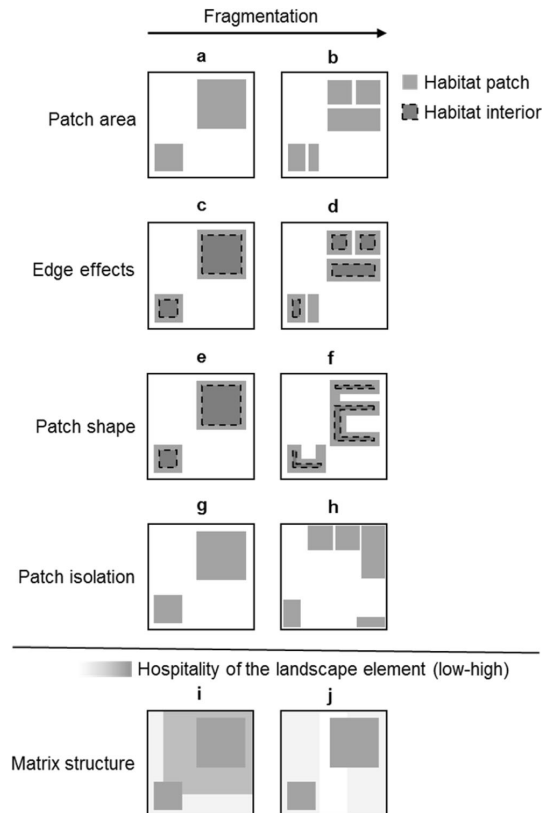 Fragmentation
a
b
Patch area
Habitat patch
Habitat interior
c
d
Edge effects
e
f
Patch shape
g
h
Patch isolation
Hospitality of the landscape element (low-high)
i
j
Matrix structure